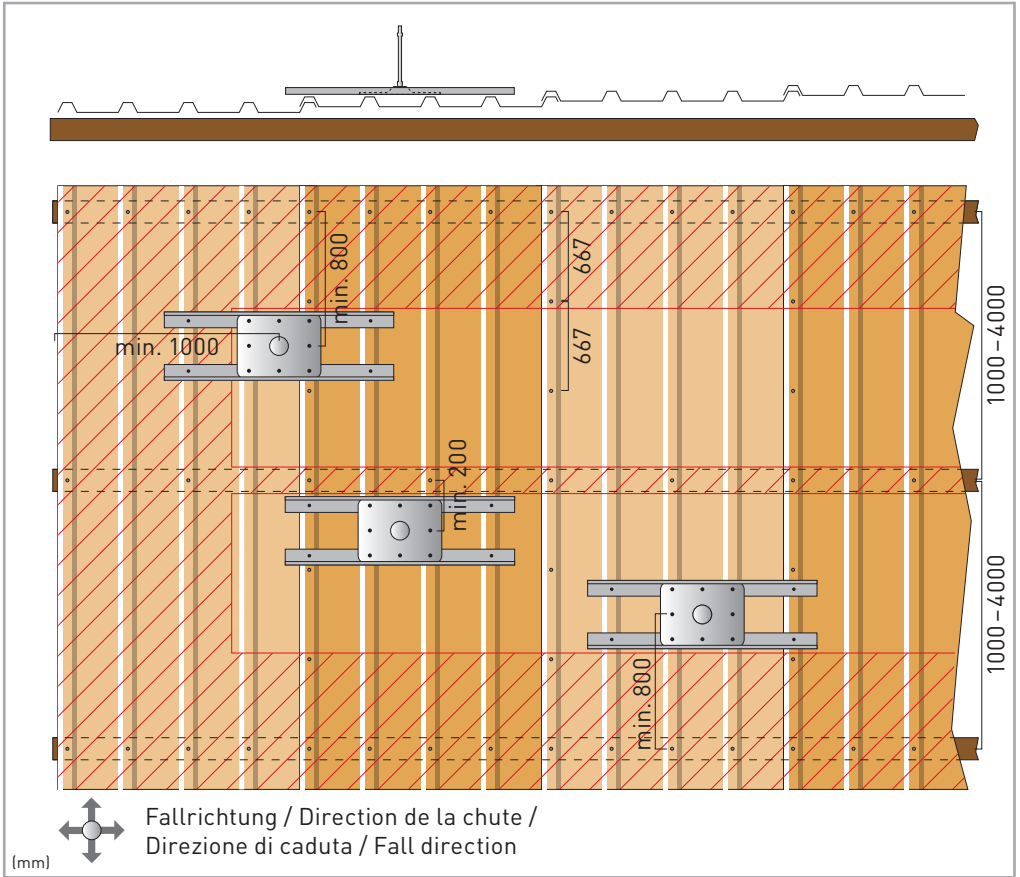 min. 800
667
min. 1000
667
1000 – 4000
min. 200
min. 800
1000 – 4000
Fallrichtung / Direction de la chute /
Direzione di caduta / Fall direction
(mm)